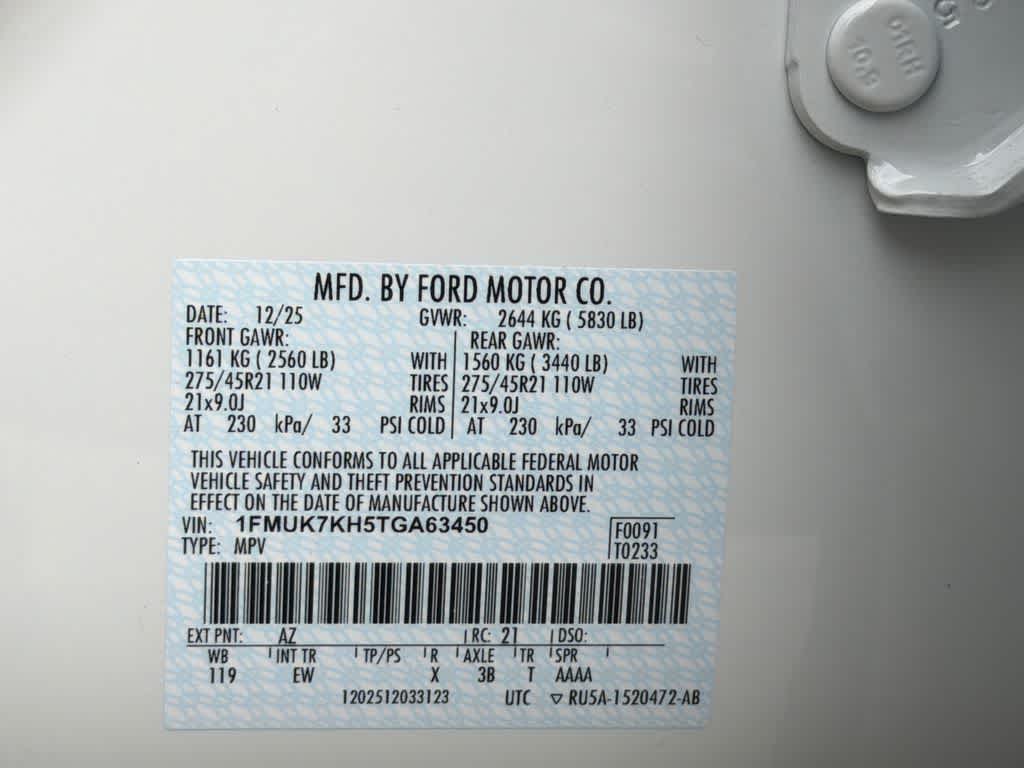 MFD. BY FORD MOTOR CO.
DATE: 12/25 GVWR: 2644 KG ( 5830 LB)
FRONT GAWR: REAR GAWR:
1161 KG ( 2560 LB) WITH 1560 KG ( 3440 LB) WITH
275/45R21 110W TIRES 275/45R21 110W TIRES
21x9.0J RIMS 21x9.0J RIMS
AT 230 kPa/ 33 PSI COLD AT 230 kPa/ 33 PSI COLD
THIS VEHICLE CONFORMS TO ALL APPLICABLE FEDERAL MOTOR
VEHICLE SAFETY AND THEFT PREVENTION STANDARDS IN
EFFECT ON THE DATE OF MANUFACTURE SHOWN ABOVE.
VIN: 1FMUK7KH5TGA63450 F0091
TYPE: MPV T0233
EXT PNT: AZ RC: 21 DSO:
WB INT TR TP/PS R AXLE TR SPR
119 EW X 3B T AAAA
1202512033123 UTC ▽ RU5A-1520472-AB